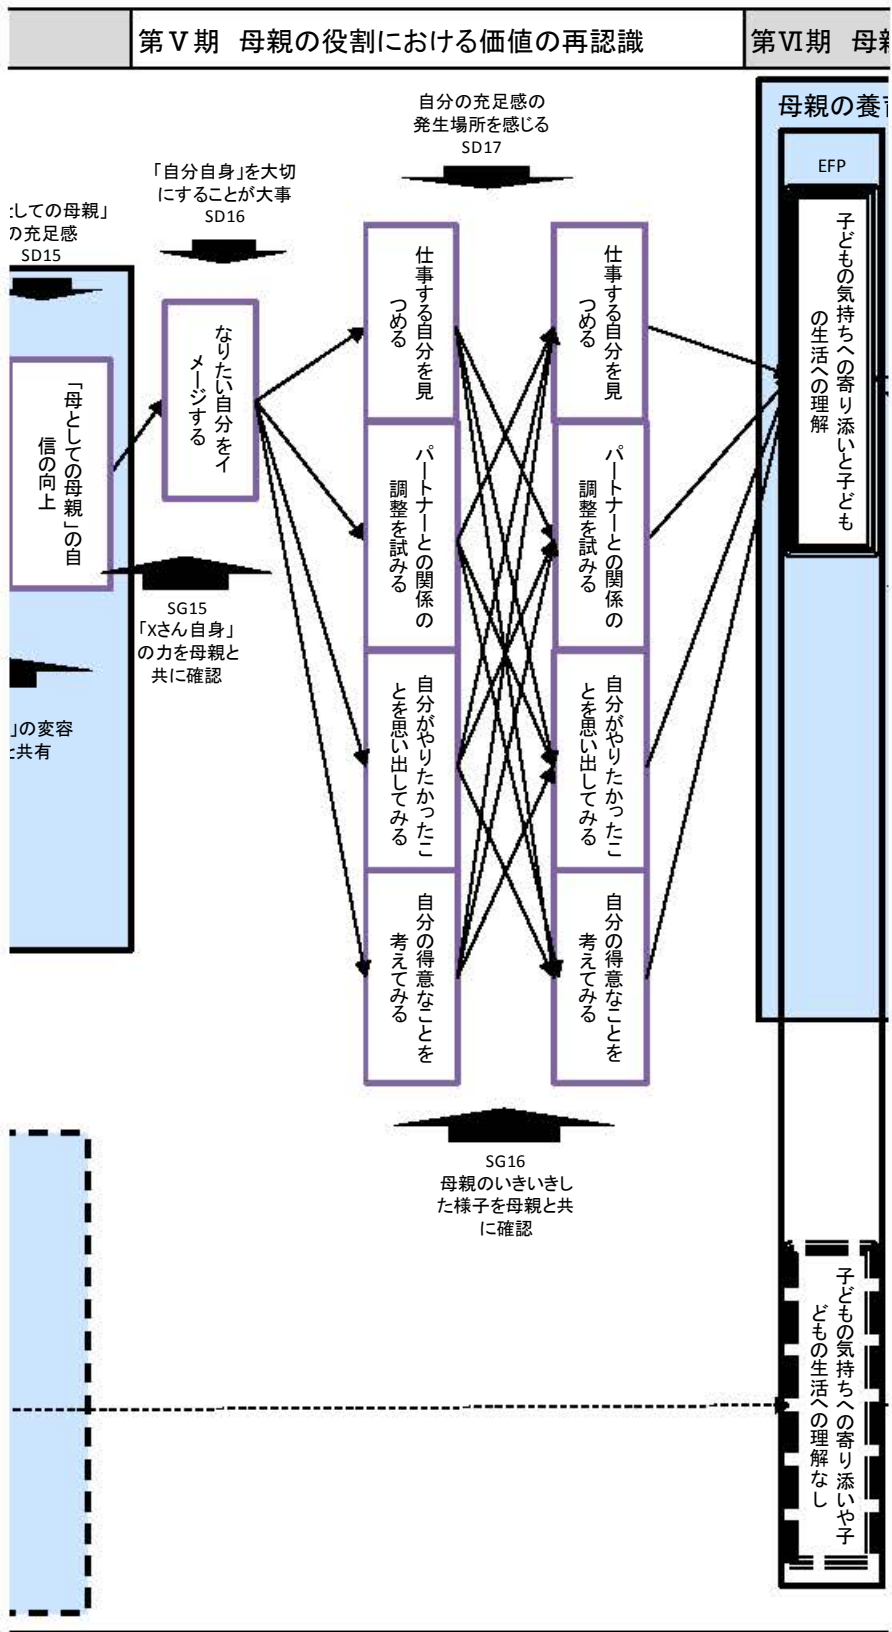 第Ⅴ期 母親の役割における価値の再認識
第Ⅵ期 母親
としての母親」
の充足感
SD15
「母としての母親」の自
信の向上
」の変容
と共有
「自分自身」を大切
にすることが大事
SD16
なりたい自分をイ
メージする
SG15
「Xさん自身」
の力を母親と
共に確認
自分の充足感の
発生場所を感じる
SD17
仕事する自分を見
つめる
パートナーとの関係の
調整を試みる
自分がやりたかったこ
とを思い出してみる
自分の得意なことを
考えてみる
仕事する自分を見
つめる
パートナーとの関係の
調整を試みる
自分がやりたかったこ
とを思い出してみる
自分の得意なことを
考えてみる
SG16
母親のいきいきし
た様子を母親と共
に確認
母親の養育
EFP
子どもの気持ちへの寄り添いと子ども
の生活への理解
子どもの気持ちへの寄り添いや子
どもの生活への理解なし